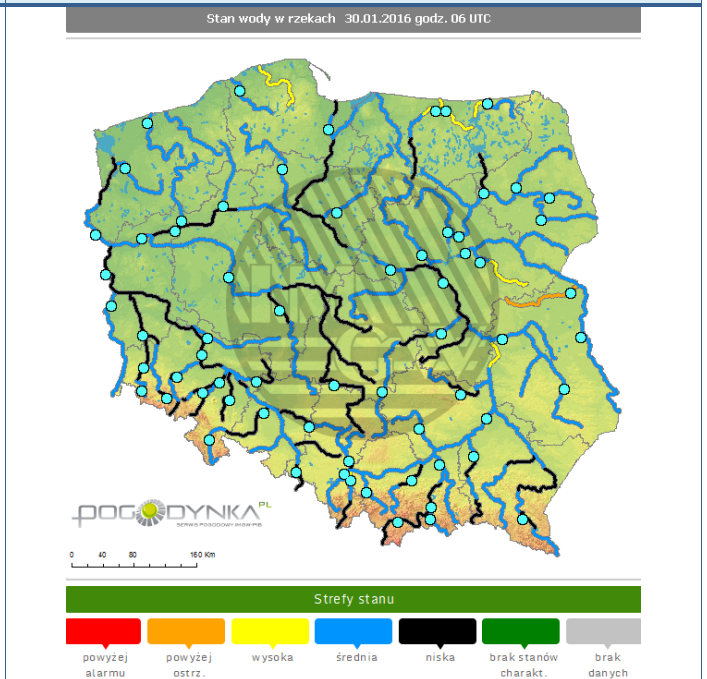 Stan wody w rzekach 30.01.2016 godz. 06 UTC
POGODYNKA PL
SERWIS POGODOWY IMGW-PIB
0 40 80 160 Km
Strefy stanu
powyżej alarmu
powyżej ostrz.
wysoka
średnia
niska
brak stanów charakt.
brak danych